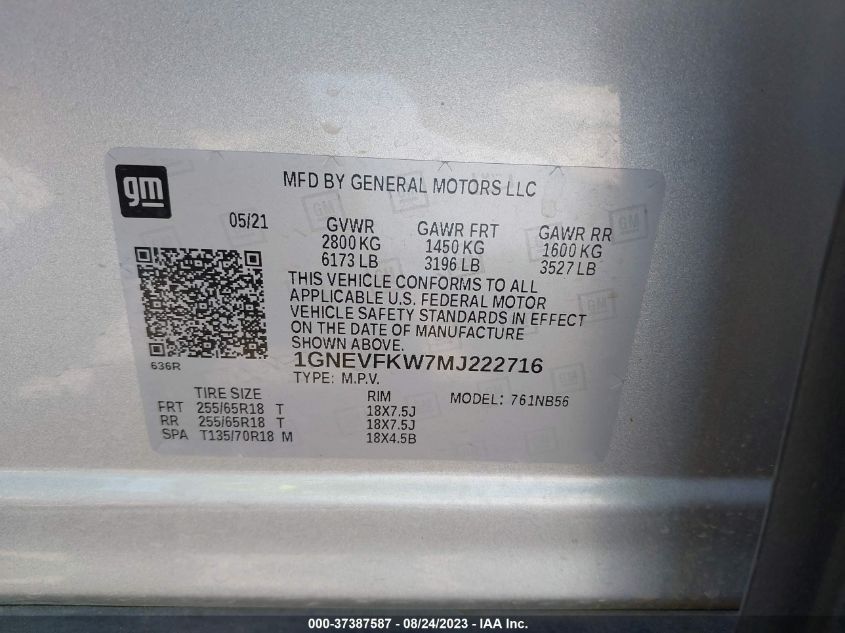 gm
MFD BY GENERAL MOTORS LLC
05/21 GVWR GAWR FRT GAWR RR
2800 KG 1450 KG 1600 KG
6173 LB 3196 LB 3527 LB
THIS VEHICLE CONFORMS TO ALL
APPLICABLE U.S. FEDERAL MOTOR
VEHICLE SAFETY STANDARDS IN EFFECT
ON THE DATE OF MANUFACTURE
SHOWN ABOVE.
636R
1GNEVFKW7MJ222716
TYPE: M.P.V.
TIRE SIZE RIM MODEL: 761NB56
FRT 255/65R18 T 18X7.5J
RR 255/65R18 T 18X7.5J
SPA T135/70R18 M 18X4.5B
000-37387587 - 08/24/2023 - IAA Inc.